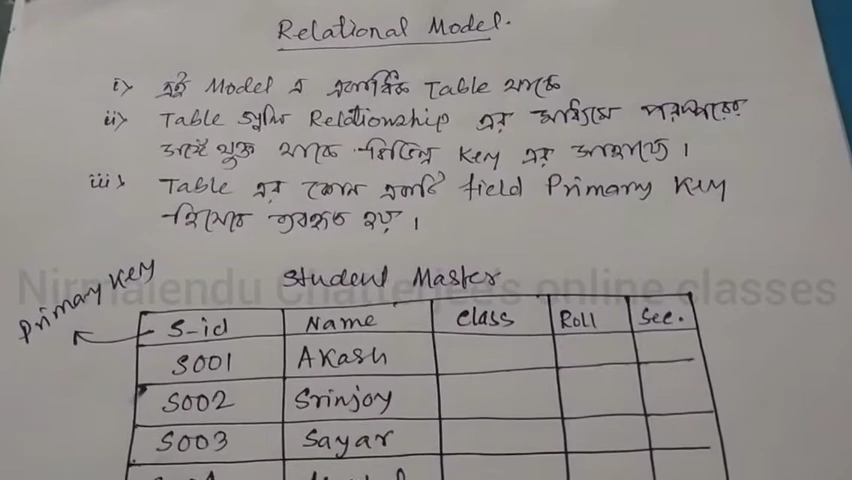 Relational Model.
i> এই Model এ একাধিক Table থাকে
ii> Table গুলি Relationship এর মাধ্যমে পরস্পরের
সাথে যুক্ত থাকে বিভিন্ন Key এর সাহায্যে।
iii> Table এর কোন একটি field Primary Key
হিসেবে ব্যবহৃত হয়।
Nirmalendu Chatterjee's online classes
Primary Key
Student Master
S-id Name Class Roll Sec.
S001 Akash
S002 Srinjoy
S003 Sayar